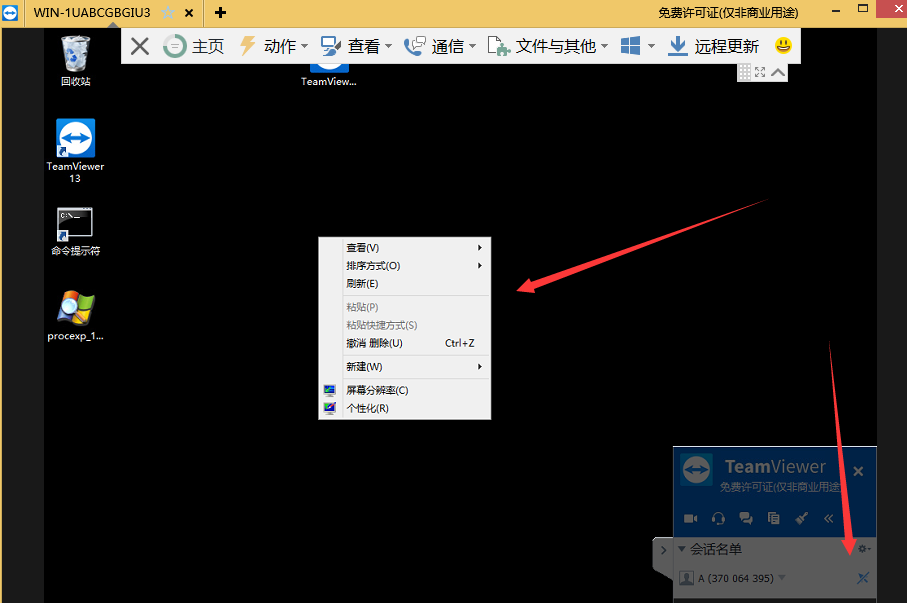 WIN-1UABCGBGIU3
免费许可证(仅非商业用途)
主页
动作
查看
通信
文件与其他
远程更新
回收站
TeamView...
TeamViewer
13
C:\_
命令提示符
procexp_1...
查看(V)
排序方式(O)
刷新(E)
粘贴(P)
粘贴快捷方式(S)
撤消 删除(U) Ctrl+Z
新建(W)
屏幕分辨率(C)
个性化(R)
TeamViewer
免费许可证(仅非商业用途
会话名单
A (370 064 395)